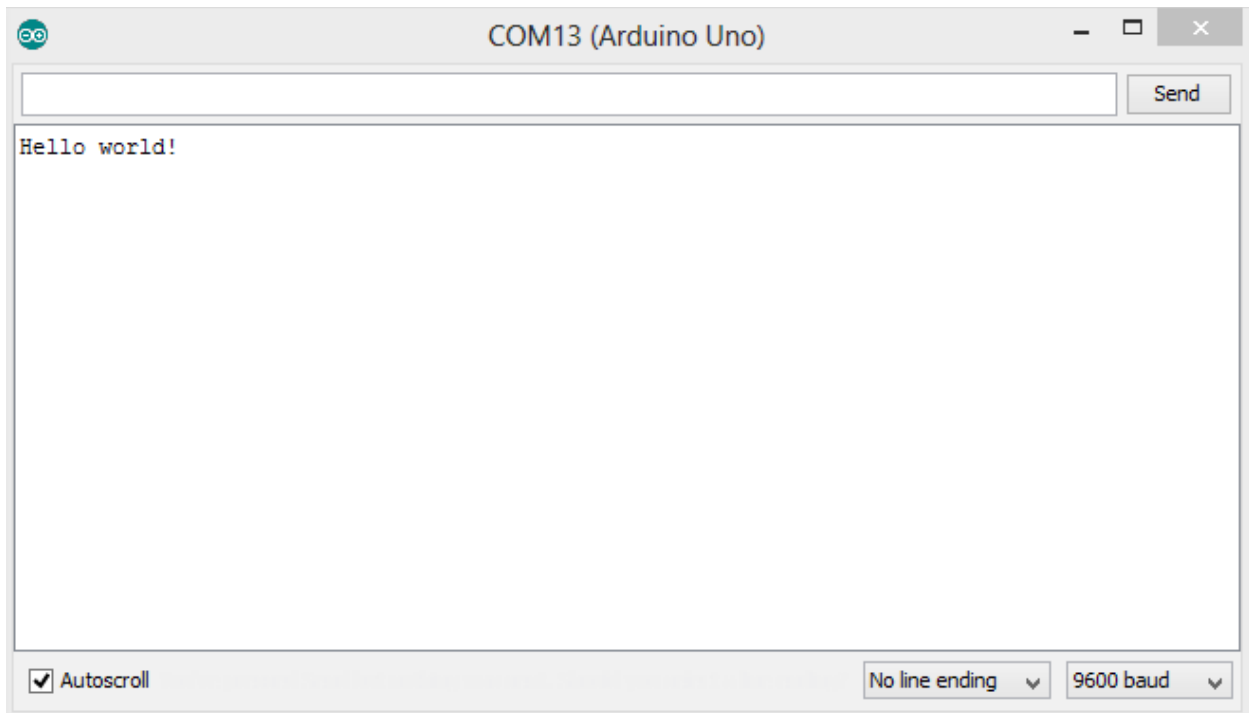 COM13 (Arduino Uno)
Send
Hello world!
Autoscroll
No line ending
9600 baud